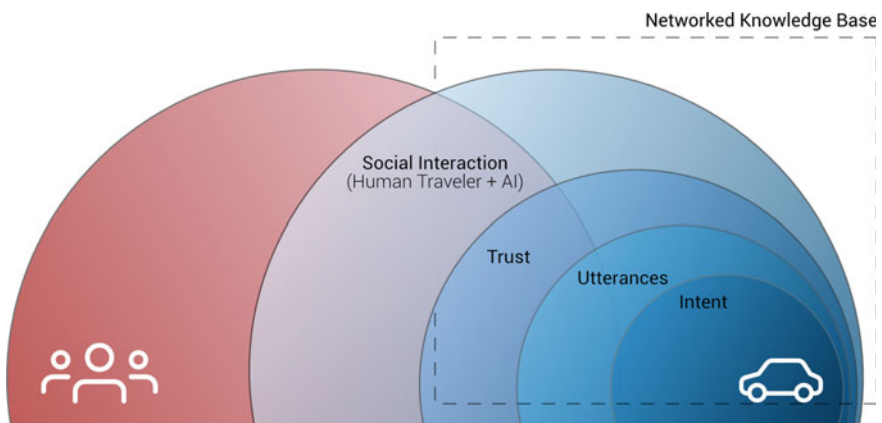 Networked Knowledge Base
Social Interaction
(Human Traveler + AI)
Trust
Utterances
Intent